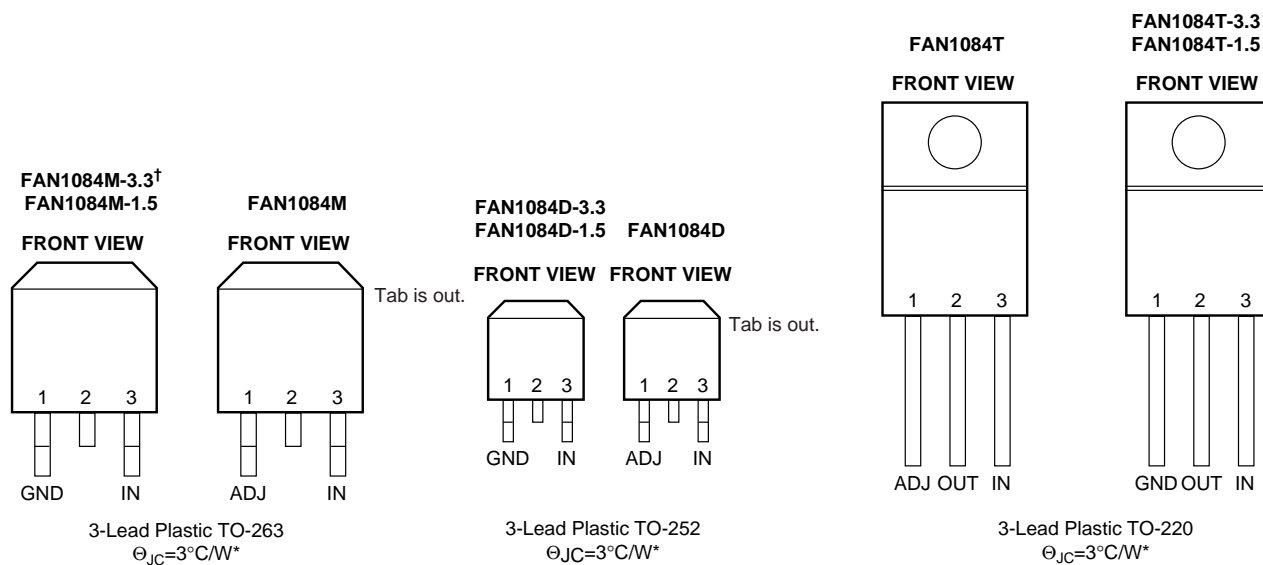 FAN1084M-3.3†
FAN1084M-1.5
FRONT VIEW
1 2 3
GND IN
FAN1084M
FRONT VIEW
Tab is out.
1 2 3
ADJ IN
3-Lead Plastic TO-263
ΘJC=3°C/W*
FAN1084D-3.3
FAN1084D-1.5
FRONT VIEW
1 2 3
GND IN
FAN1084D
FRONT VIEW
Tab is out.
1 2 3
ADJ IN
3-Lead Plastic TO-252
ΘJC=3°C/W*
FAN1084T
FRONT VIEW
1 2 3
ADJ OUT IN
FAN1084T-3.3
FAN1084T-1.5
FRONT VIEW
1 2 3
GND OUT IN
3-Lead Plastic TO-220
ΘJC=3°C/W*